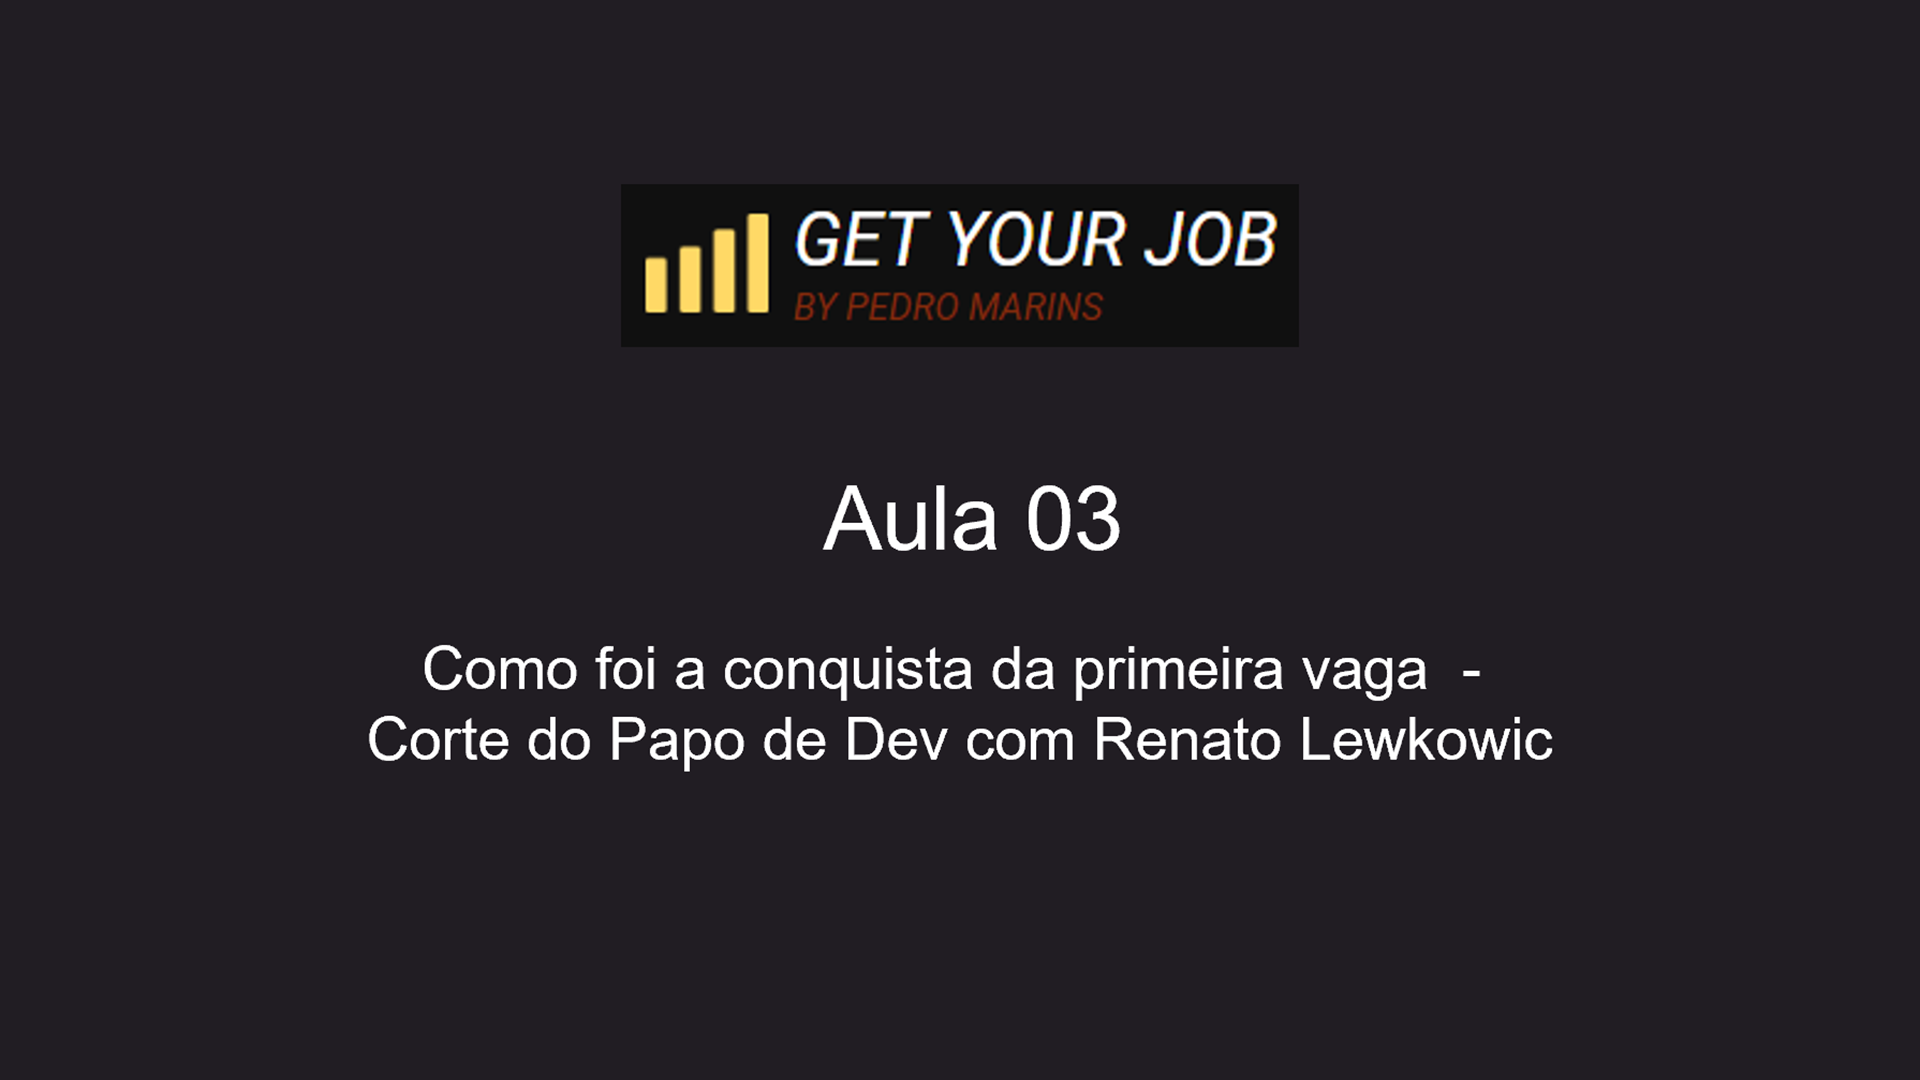 GET YOUR JOB
BY PEDRO MARINS
Aula 03
Como foi a conquista da primeira vaga -
Corte do Papo de Dev com Renato Lewkowic